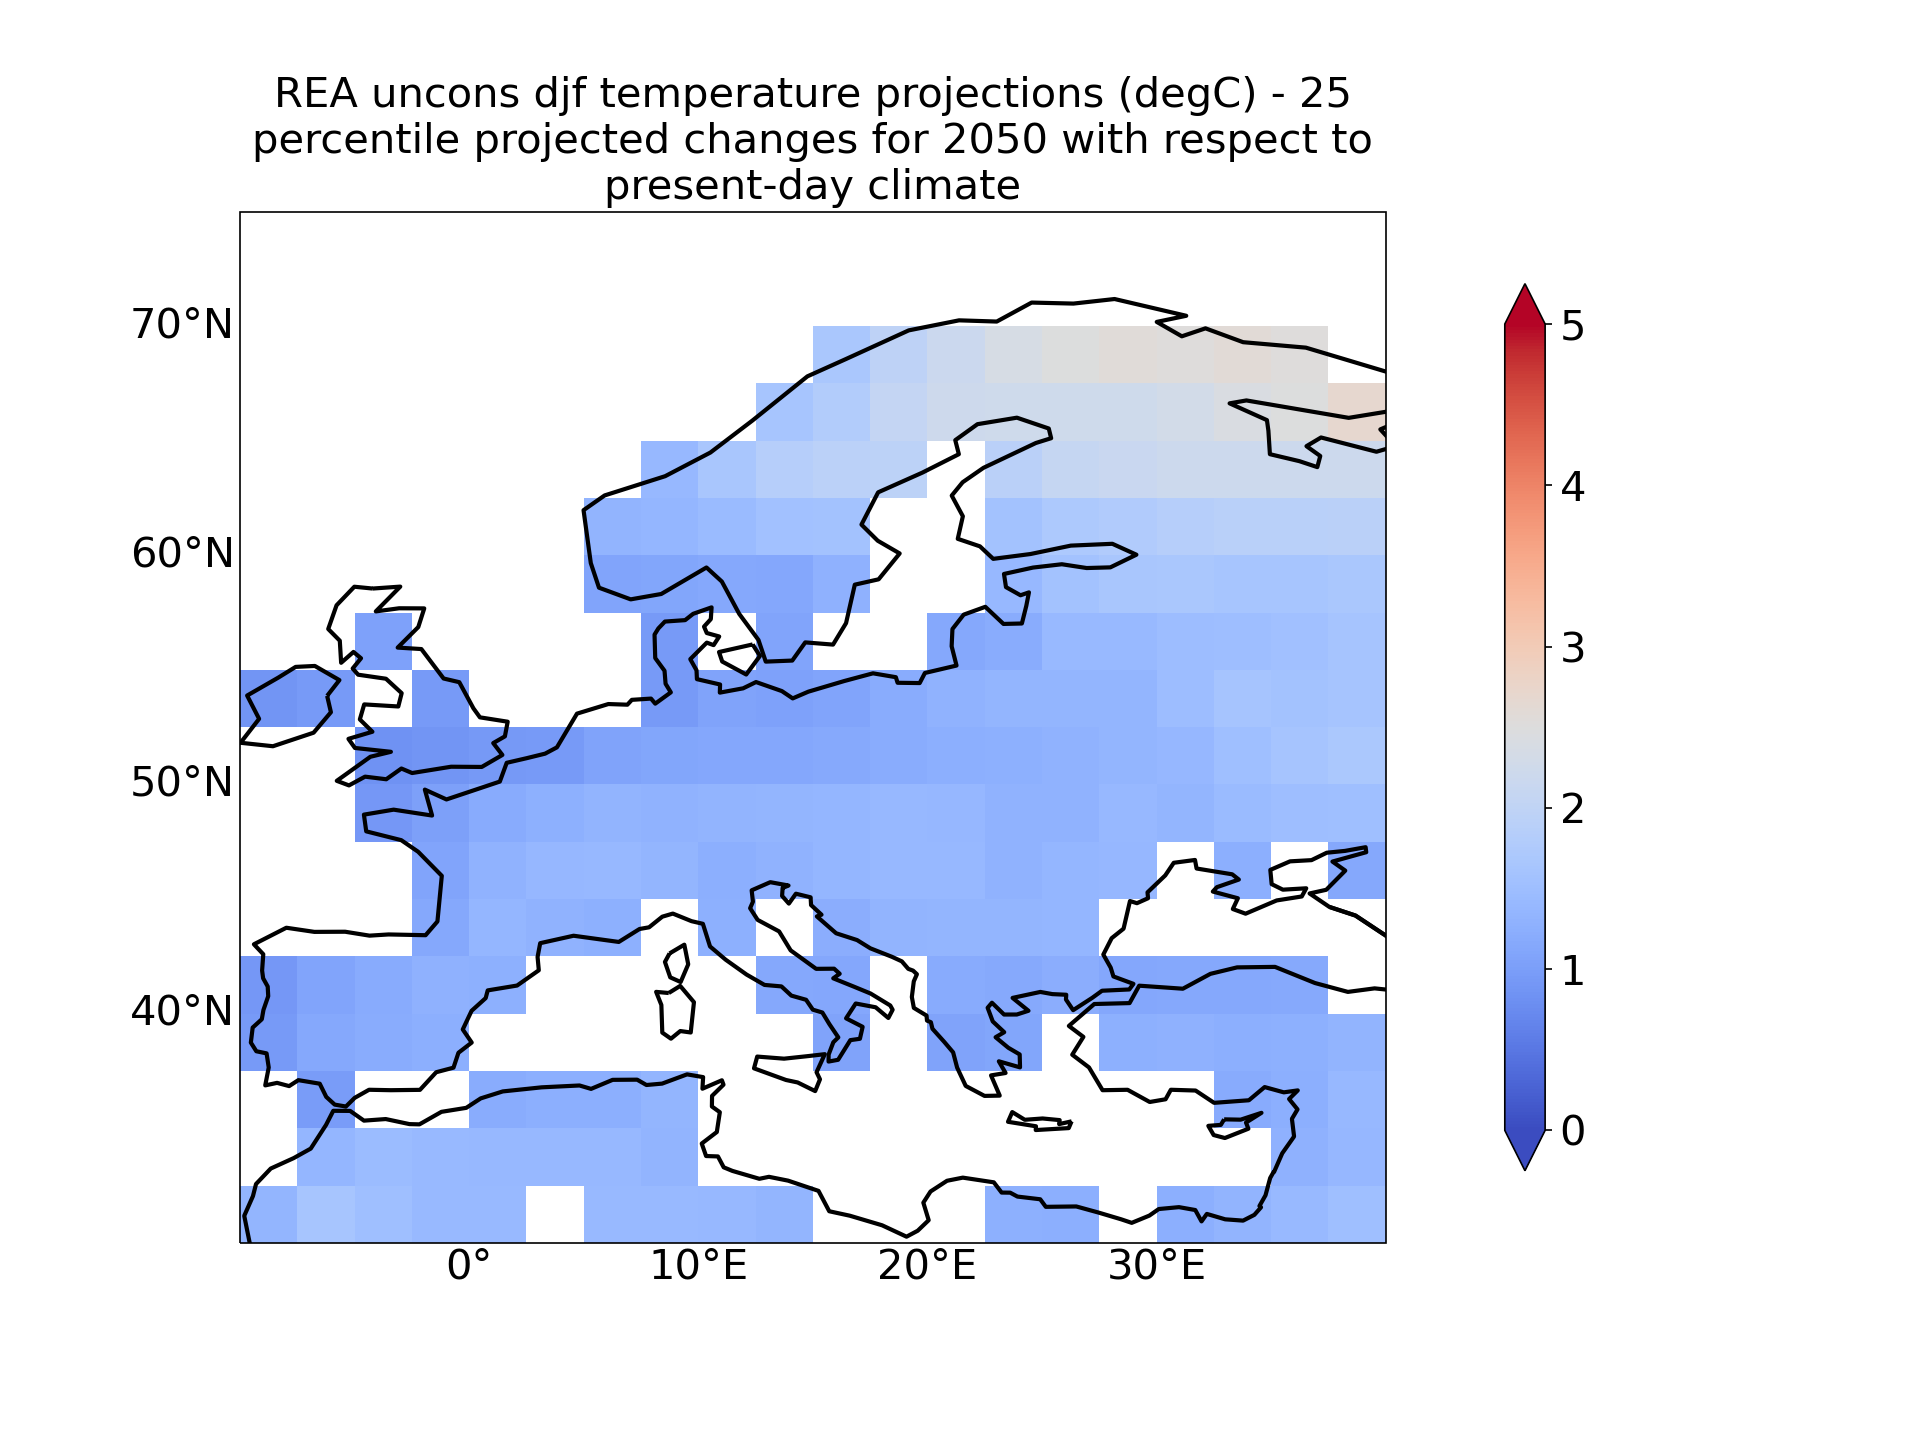 REA uncons djf temperature projections (degC) - 25
percentile projected changes for 2050 with respect to
present-day climate
70°N
60°N
50°N
40°N
0°
10°E
20°E
30°E
5
4
3
2
1
0